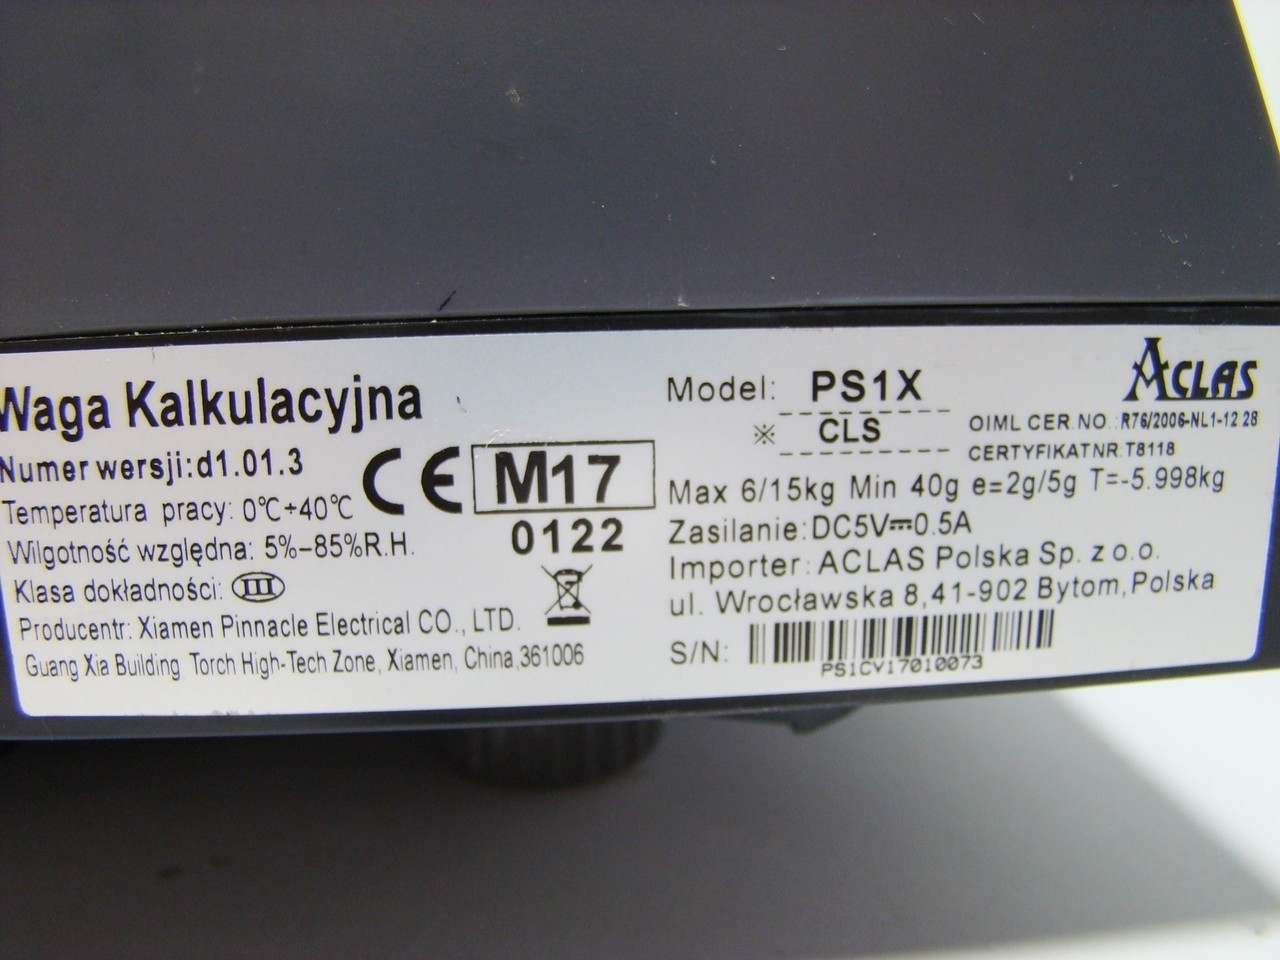 Waga Kalkulacyjna
Numer wersji:d1.01.3
Temperatura pracy: 0℃÷40℃
Wilgotność względna: 5%–85%R.H.
Klasa dokładności: III
Producentr: Xiamen Pinnacle Electrical CO., LTD.
Guang Xia Building Torch High-Tech Zone, Xiamen, China,361006
CE M17
0122
ACLAS
Model: PS1X
※ CLS
OIML CER.NO.:R76/2006-NL1-12 28
CERTYFIKATNR:T8118
Max 6/15kg Min 40g e=2g/5g T=-5.998kg
Zasilanie:DC5V⎓0.5A
Importer: ACLAS Polska Sp. z o.o.
ul. Wrocławska 8,41-902 Bytom,Polska
S/N:
PS1CV17010073